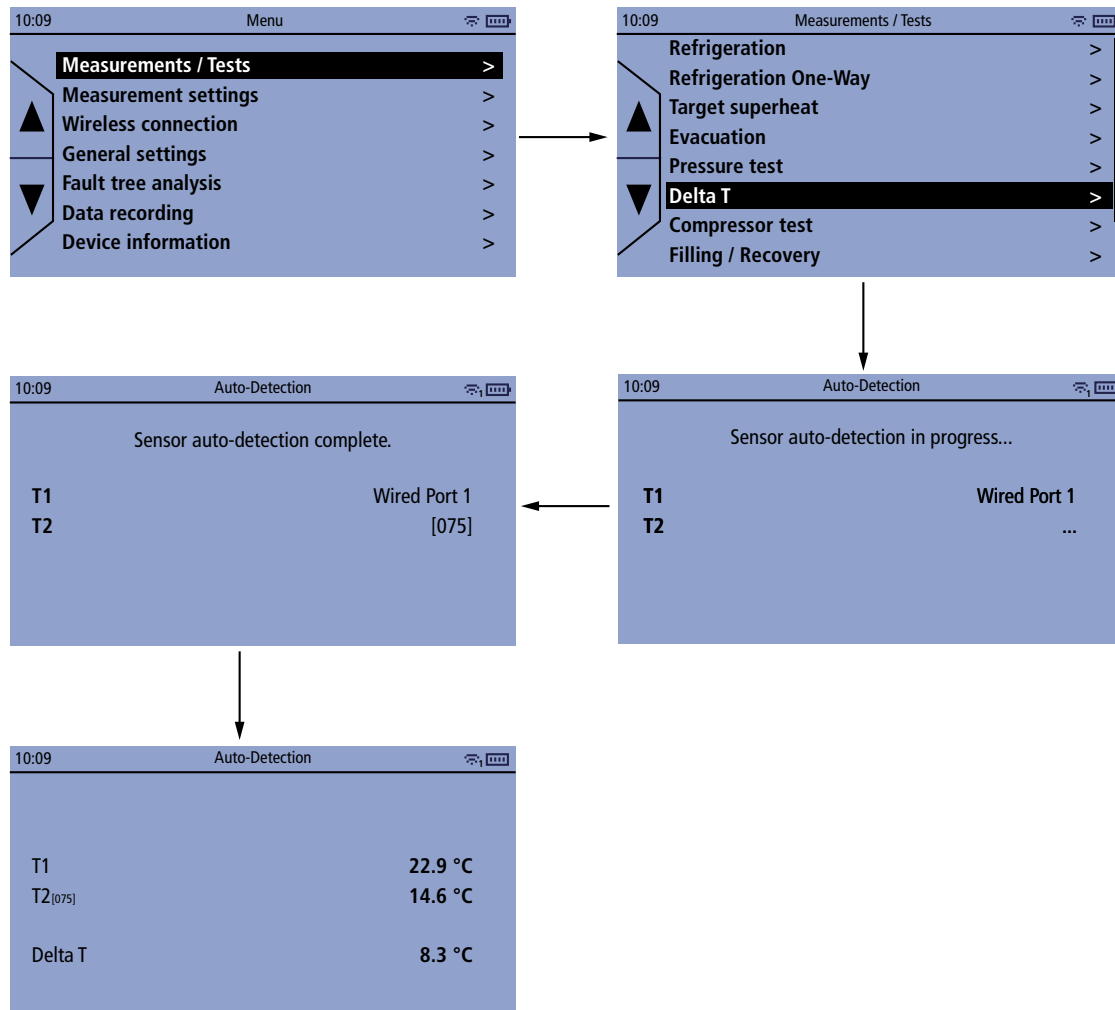 10:09 Menu
Measurements / Tests >
Measurement settings >
Wireless connection >
General settings >
Fault tree analysis >
Data recording >
Device information >
10:09 Measurements / Tests
Refrigeration >
Refrigeration One-Way >
Target superheat >
Evacuation >
Pressure test >
Delta T >
Compressor test >
Filling / Recovery >
10:09 Auto-Detection 1
Sensor auto-detection in progress...
T1 Wired Port 1
T2 ...
10:09 Auto-Detection 1
Sensor auto-detection complete.
T1 Wired Port 1
T2 [075]
10:09 Auto-Detection 1
T1 22.9 °C
T2[075] 14.6 °C
Delta T 8.3 °C